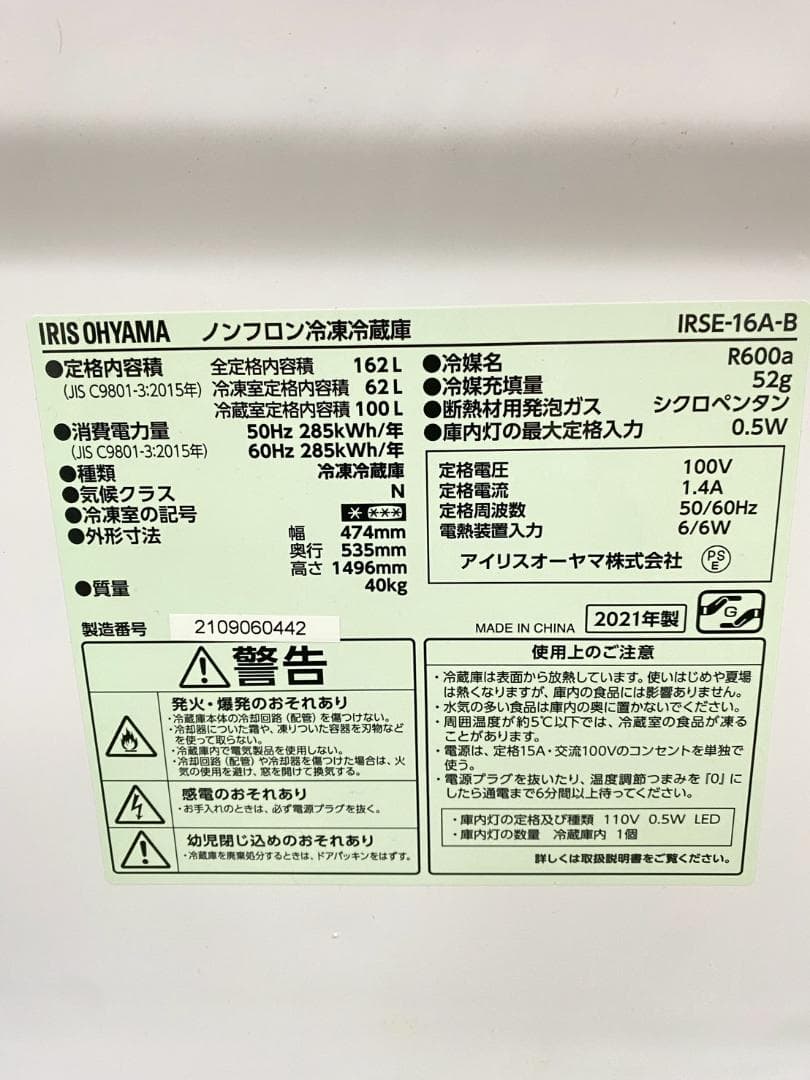 IRIS OHYAMA ノンフロン冷凍冷蔵庫 IRSE-16A-B
●定格内容積 全定格内容積 162L
(JIS C9801-3:2015年) 冷凍室定格内容積 62L
冷蔵室定格内容積 100L
●消費電力量 50Hz 285kWh/年
(JIS C9801-3:2015年) 60Hz 285kWh/年
●種類 冷凍冷蔵庫
●気候クラス N
●冷凍室の記号
●外形寸法 幅 474mm
奥行 535mm
高さ 1496mm
●質量 40kg
製造番号 2109060442
●冷媒名 R600a
●冷媒充填量 52g
●断熱材用発泡ガス シクロペンタン
●庫内灯の最大定格入力 0.5W
定格電圧 100V
定格電流 1.4A
定格周波数 50/60Hz
電熱装置入力 6/6W
アイリスオーヤマ株式会社 PSE
MADE IN CHINA 2021年製 G
警告
発火・爆発のおそれあり
・冷蔵庫本体の冷却回路（配管）を傷つけない。
・冷却器についた霜や、凍りついた容器を刃物など
を使って取らない。
・冷蔵庫内で電気製品を使用しない。
・冷却回路（配管）や冷却器を傷つけた場合は、火
気の使用を避け、窓を開けて換気する。
感電のおそれあり
・お手入れのときは、必ず電源プラグを抜く。
幼児閉じ込めのおそれあり
・冷蔵庫を廃棄処分するときは、ドアパッキンをはずす。
使用上のご注意
・冷蔵庫は表面から放熱しています。使いはじめや夏場
は熱くなりますが、庫内の食品には影響ありません。
・水気の多い食品は庫内の奥に置かないでください。
・周囲温度が約5℃以下では、冷蔵室の食品が凍る
ことがあります。
・電源は、定格15A・交流100Vのコンセントを単独で
使う。
・電源プラグを抜いたり、温度調節つまみを「0」に
したら通電まで6分間以上待ってください。
・庫内灯の定格及び種類 110V 0.5W LED
・庫内灯の数量 冷蔵庫内 1個
詳しくは取扱説明書をご覧ください。